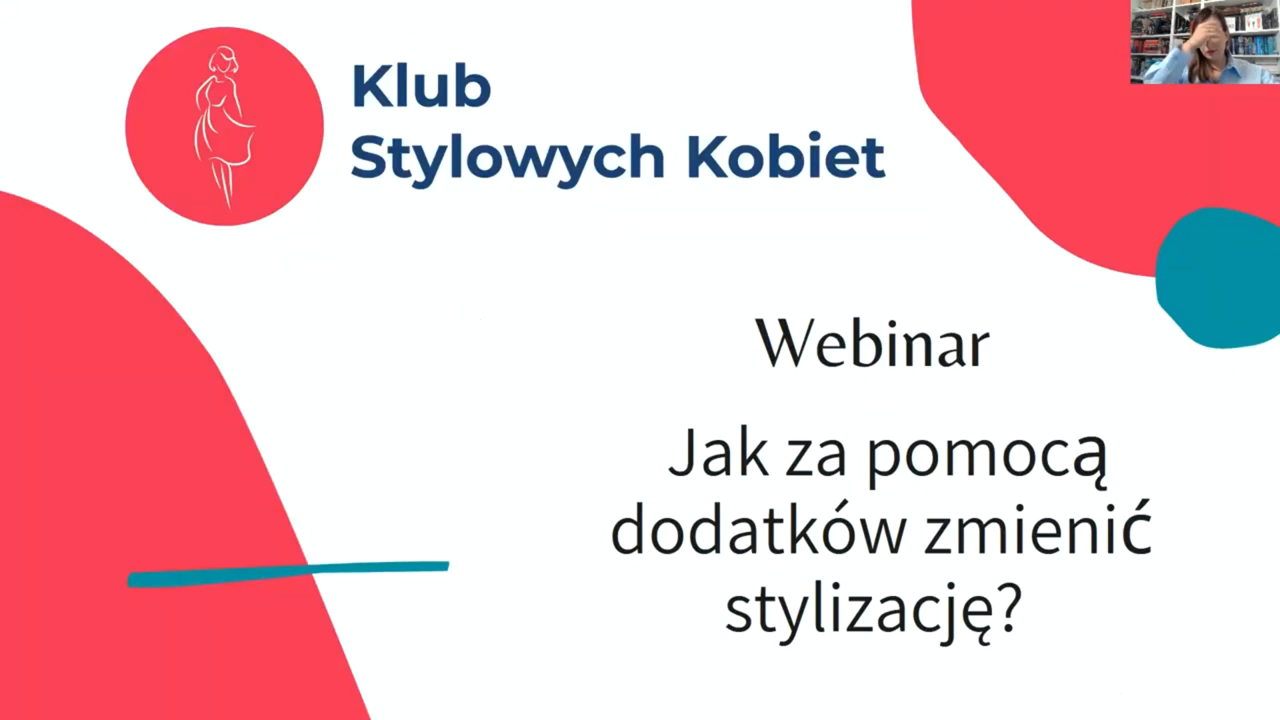 Klub
Stylowych Kobiet
Webinar
Jak za pomocą
dodatków zmienić
stylizację?